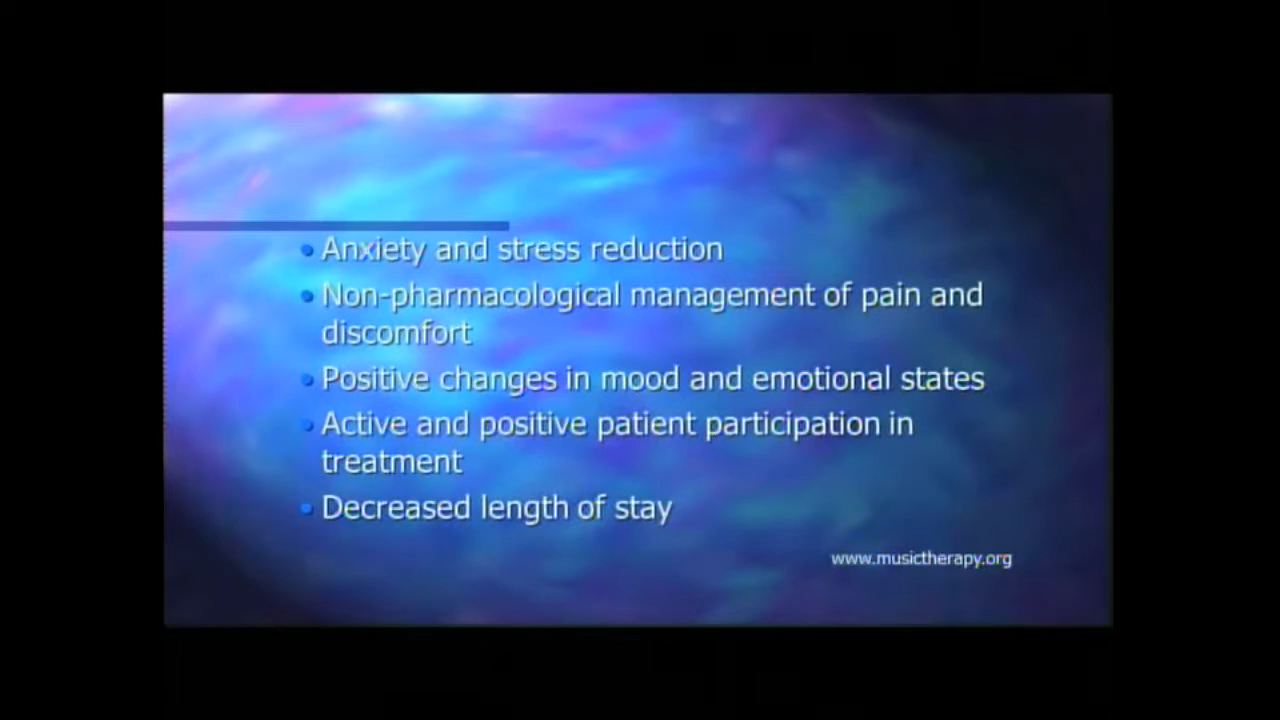 • Anxiety and stress reduction
• Non-pharmacological management of pain and
discomfort
• Positive changes in mood and emotional states
• Active and positive patient participation in
treatment
• Decreased length of stay
www.musictherapy.org